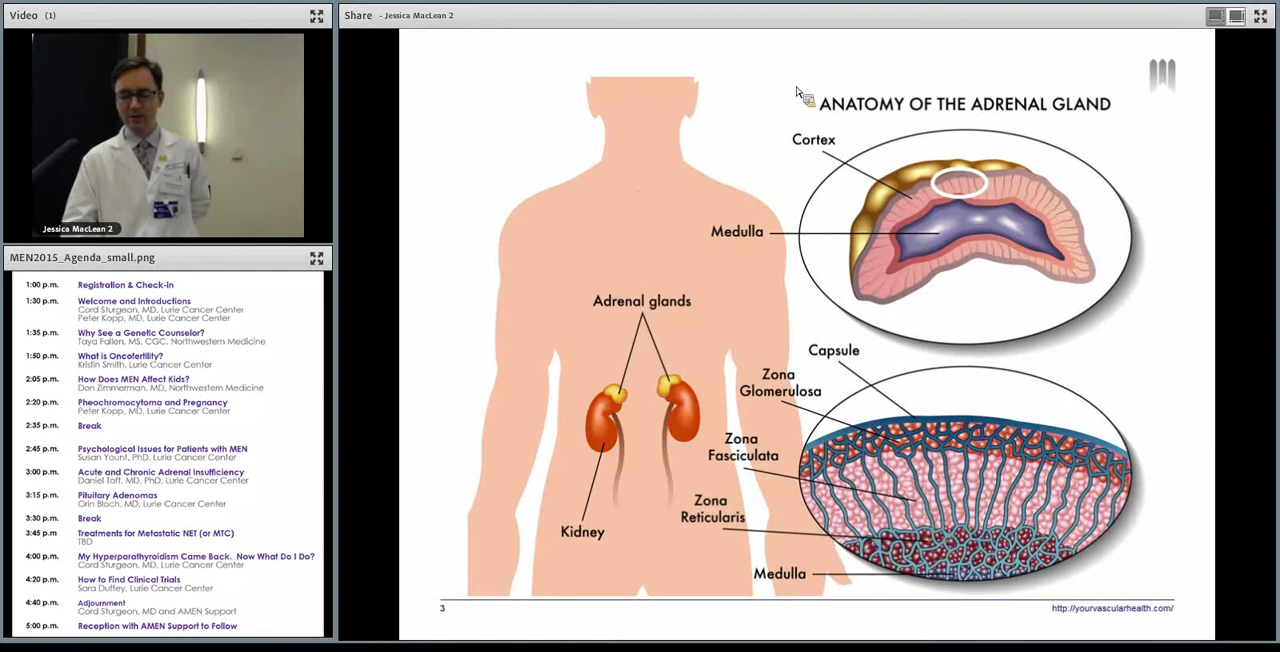 Video (1)
Jessica MacLean 2
MEN2015_Agenda_small.png
1:00 p.m. Registration & Check-in
1:30 p.m. Welcome and Introductions
Cord Sturgeon, MD, Lurie Cancer Center
Peter Kopp, MD, Lurie Cancer Center
1:35 p.m. Why See a Genetic Counselor?
Taya Fallen, MS, CGC, Northwestern Medicine
1:50 p.m. What is Oncofertility?
Kristin Smith, Lurie Cancer Center
2:05 p.m. How Does MEN Affect Kids?
Don Zimmerman, MD, Northwestern Medicine
2:20 p.m. Pheochromocytoma and Pregnancy
Peter Kopp, MD, Lurie Cancer Center
2:35 p.m. Break
2:45 p.m. Psychological Issues for Patients with MEN
Susan Yount, PhD, Lurie Cancer Center
3:00 p.m. Acute and Chronic Adrenal Insufficiency
Daniel Toft, MD, PhD, Lurie Cancer Center
3:15 p.m. Pituitary Adenomas
Orin Bloch, MD, Lurie Cancer Center
3:30 p.m. Break
3:45 p.m Treatments for Metastatic NET (or MTC)
TBD
4:00 p.m. My Hyperparathyroidism Came Back. Now What Do I Do?
Cord Sturgeon, MD, Lurie Cancer Center
4:20 p.m. How to Find Clinical Trials
Sara Duffey, Lurie Cancer Center
4:40 p.m. Adjournment
Cord Sturgeon, MD and AMEN Support
5:00 p.m. Reception with AMEN Support to Follow
Share - Jessica MacLean 2
ANATOMY OF THE ADRENAL GLAND
Cortex
Medulla
Adrenal glands
Capsule
Zona
Glomerulosa
Zona
Fasciculata
Zona
Reticularis
Kidney
Medulla
3
http://yourvascularhealth.com/